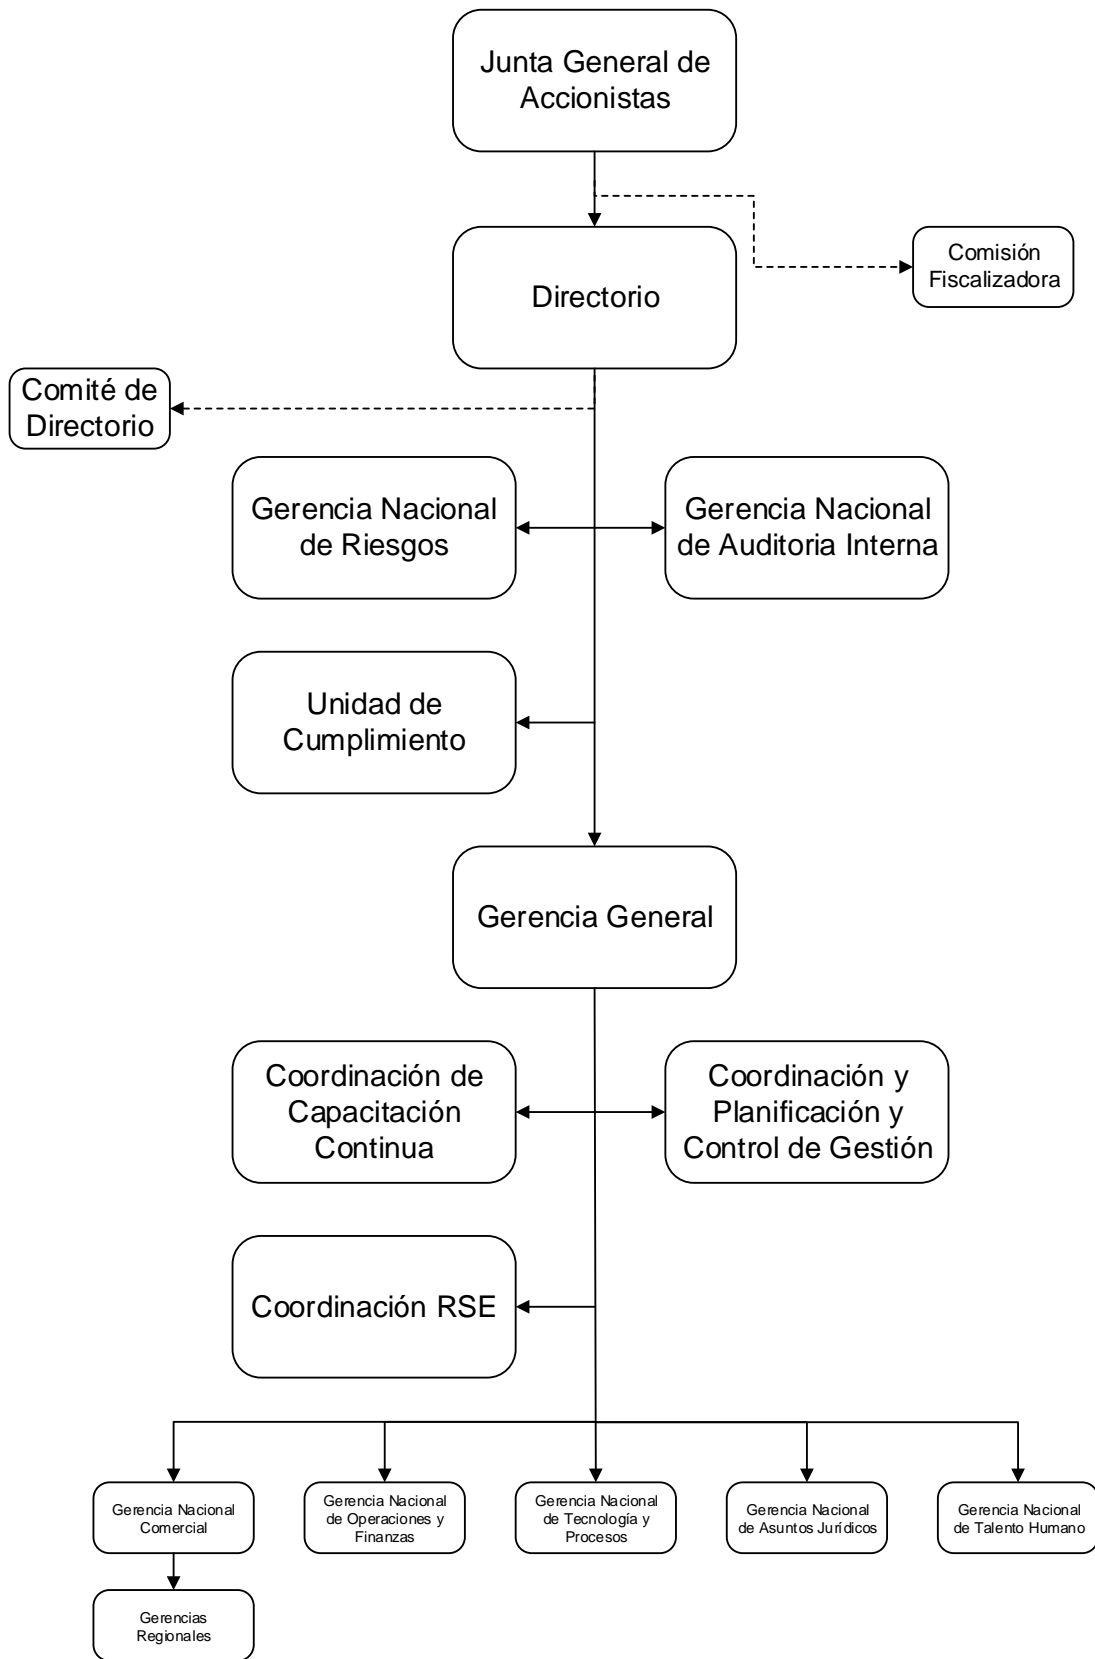 Junta General de
Accionistas
Directorio
Comisión
Fiscalizadora
Comité de
Directorio
Gerencia Nacional
de Riesgos
Gerencia Nacional
de Auditoria Interna
Unidad de
Cumplimiento
Gerencia General
Coordinación de
Capacitación
Continua
Coordinación y
Planificación y
Control de Gestión
Coordinación RSE
Gerencia Nacional
Comercial
Gerencia Nacional
de Operaciones y
Finanzas
Gerencia Nacional
de Tecnología y
Procesos
Gerencia Nacional
de Asuntos Jurídicos
Gerencia Nacional
de Talento Humano
Gerencias
Regionales